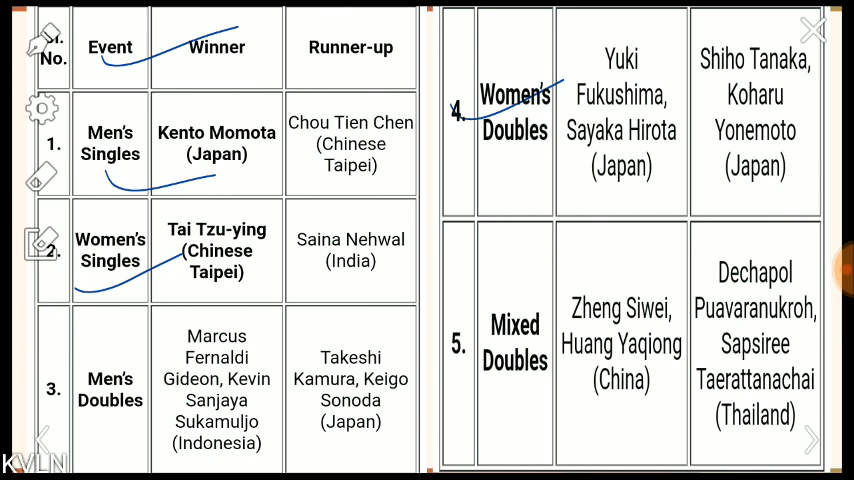 Sl.
No.
Event
Winner
Runner-up
1.
Men's
Singles
Kento Momota
(Japan)
Chou Tien Chen
(Chinese
Taipei)
2.
Women's
Singles
Tai Tzu-ying
(Chinese
Taipei)
Saina Nehwal
(India)
3.
Men's
Doubles
Marcus
Fernaldi
Gideon, Kevin
Sanjaya
Sukamuljo
(Indonesia)
Takeshi
Kamura, Keigo
Sonoda
(Japan)
4.
Women's
Doubles
Yuki
Fukushima,
Sayaka Hirota
(Japan)
Shiho Tanaka,
Koharu
Yonemoto
(Japan)
5.
Mixed
Doubles
Zheng Siwei,
Huang Yaqiong
(China)
Dechapol
Puavaranukroh,
Sapsiree
Taerattanachai
(Thailand)
KVLN